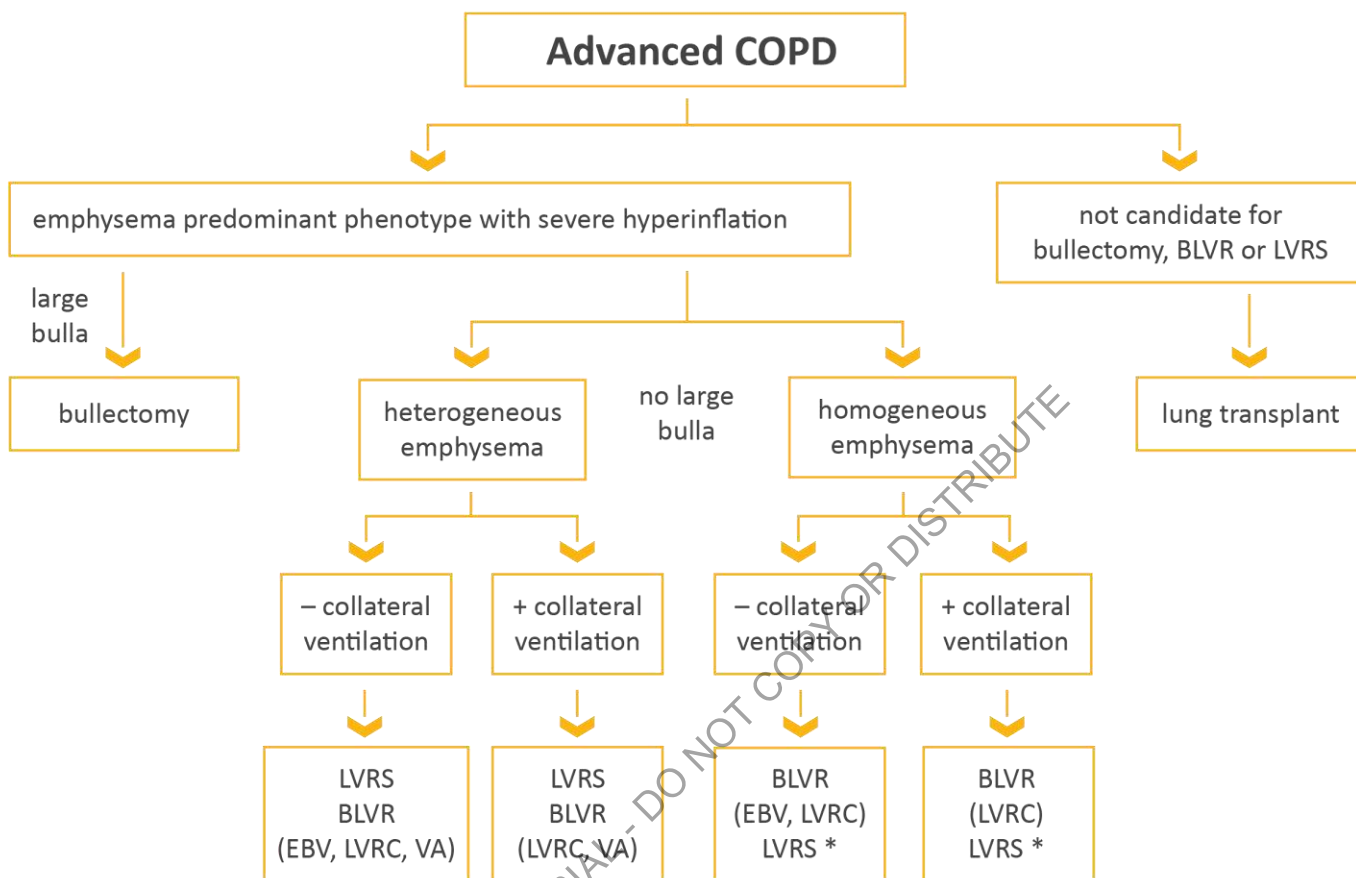 Advanced COPD
emphysema predominant phenotype with severe hyperinflation
not candidate for
bullectomy, BLVR or LVRS
large
bulla
bullectomy
heterogeneous
emphysema
no large
bulla
homogeneous
emphysema
lung transplant
– collateral
ventilation
+ collateral
ventilation
– collateral
ventilation
+ collateral
ventilation
LVRS
BLVR
(EBV, LVRC, VA)
LVRS
BLVR
(LVRC, VA)
BLVR
(EBV, LVRC)
LVRS *
BLVR
(LVRC)
LVRS *
- DO NOT COPY OR DISTRIBUTE